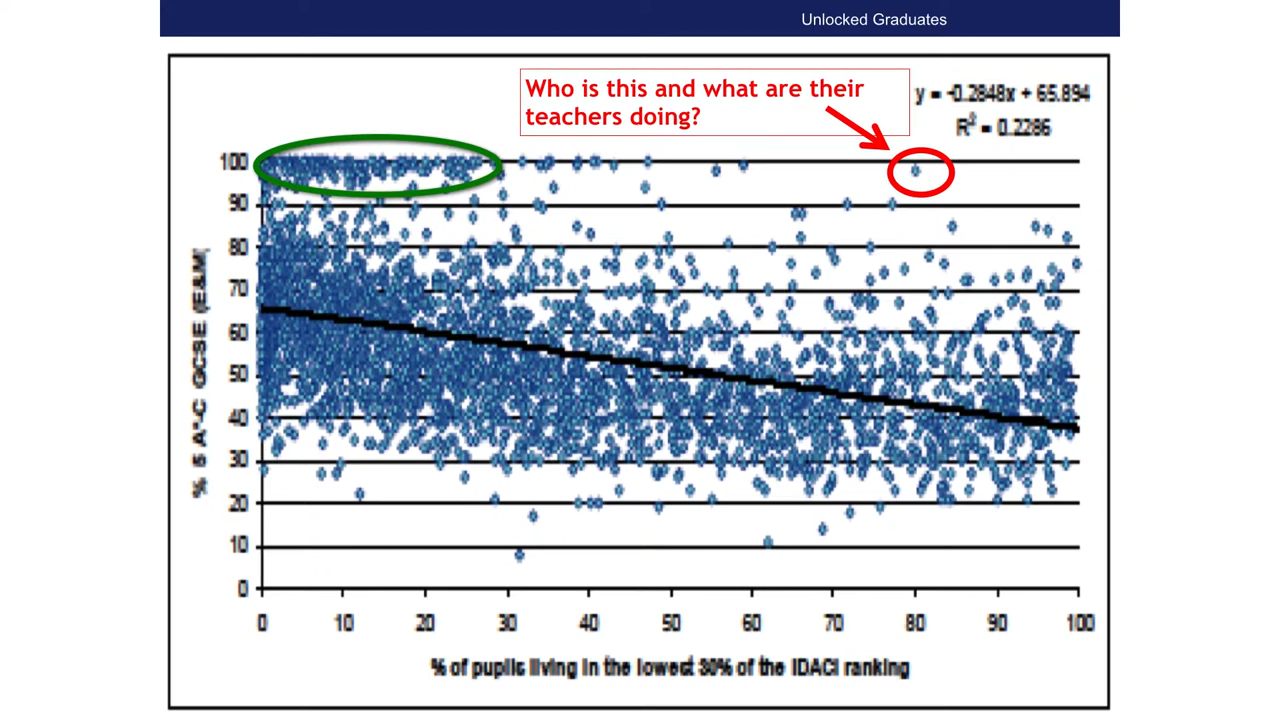 Unlocked Graduates
Who is this and what are their
teachers doing?
y = -0.2848x + 65.894
R² = 0.2286
100
90
80
70
60
50
40
30
20
10
0
% 5 A*-C GCSE (E&M)
0 10 20 30 40 50 60 70 80 90 100
% of pupils living in the lowest 30% of the IDACI ranking